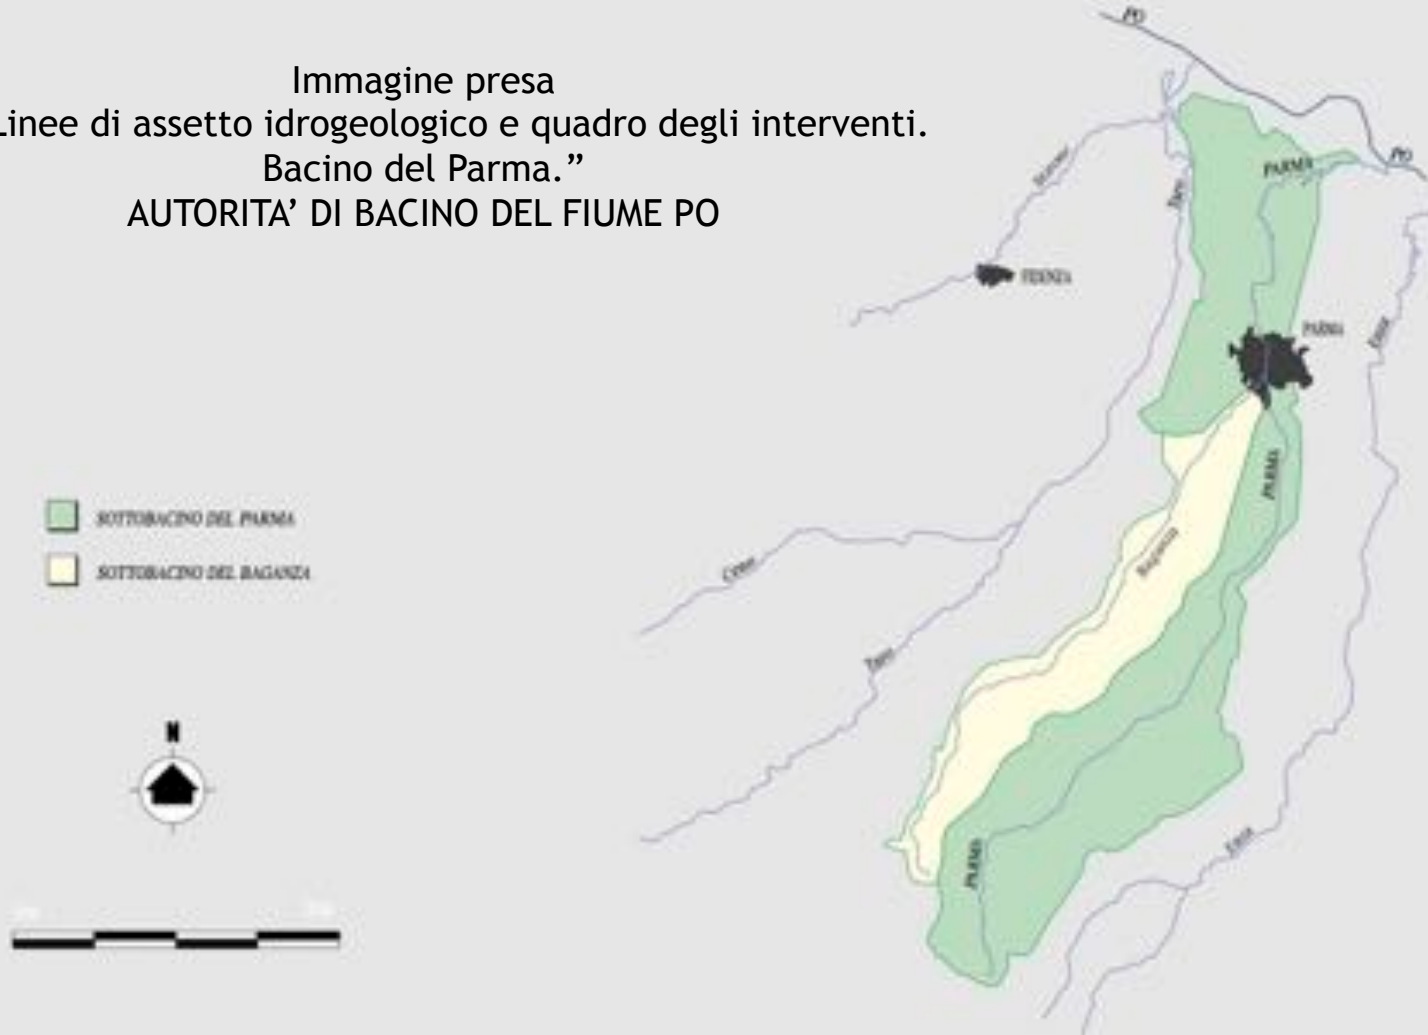 Immagine presa
Linee di assetto idrogeologico e quadro degli interventi.
Bacino del Parma.”
AUTORITA’ DI BACINO DEL FIUME PO
PO
PO
PARMA
Taro
FIDENZA
PARMA
Enza
PARMA
Baganza
SOTTOBACINO DEL PARMA
SOTTOBACINO DEL BAGANZA
Ceno
Taro
N
PARMA
Enza